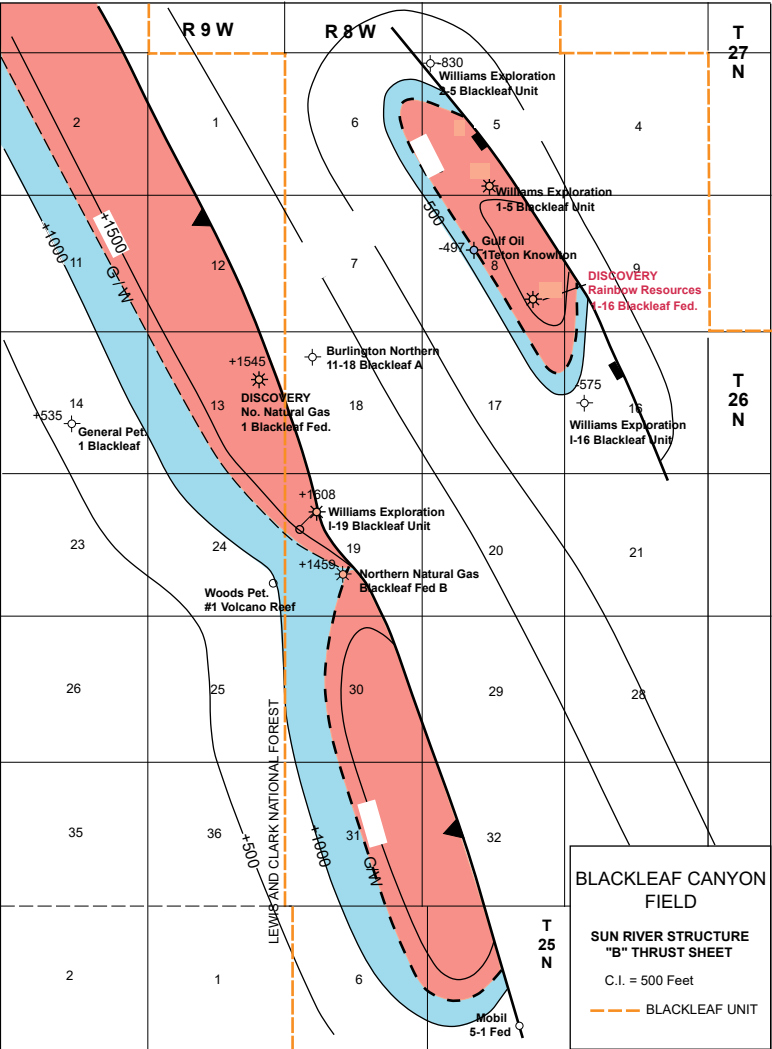 R 9 W
R 8 W
T
27
N
-830
Williams Exploration
2-5 Blackleaf Unit
2
1
6
5
4
Williams Exploration
1-5 Blackleaf Unit
500
+1500
+1000
G / W
11
12
7
-497
Gulf Oil
1Teton Knowlton
8
9
DISCOVERY
Rainbow Resources
1-16 Blackleaf Fed.
+1545
Burlington Northern
11-18 Blackleaf A
DISCOVERY
No. Natural Gas
1 Blackleaf Fed.
14
13
18
17
16
-575
Williams Exploration
I-16 Blackleaf Unit
T
26
N
+535
General Pet.
1 Blackleaf
+1608
Williams Exploration
I-19 Blackleaf Unit
23
24
19
20
21
+1459
Northern Natural Gas
Blackleaf Fed B
Woods Pet.
#1 Volcano Reef
26
25
30
29
28
LEWIS AND CLARK NATIONAL FOREST
35
36
31
32
+500
+1000
G/W
BLACKLEAF CANYON
FIELD
SUN RIVER STRUCTURE
"B" THRUST SHEET
C.I. = 500 Feet
BLACKLEAF UNIT
T
25
N
2
1
6
Mobil
5-1 Fed